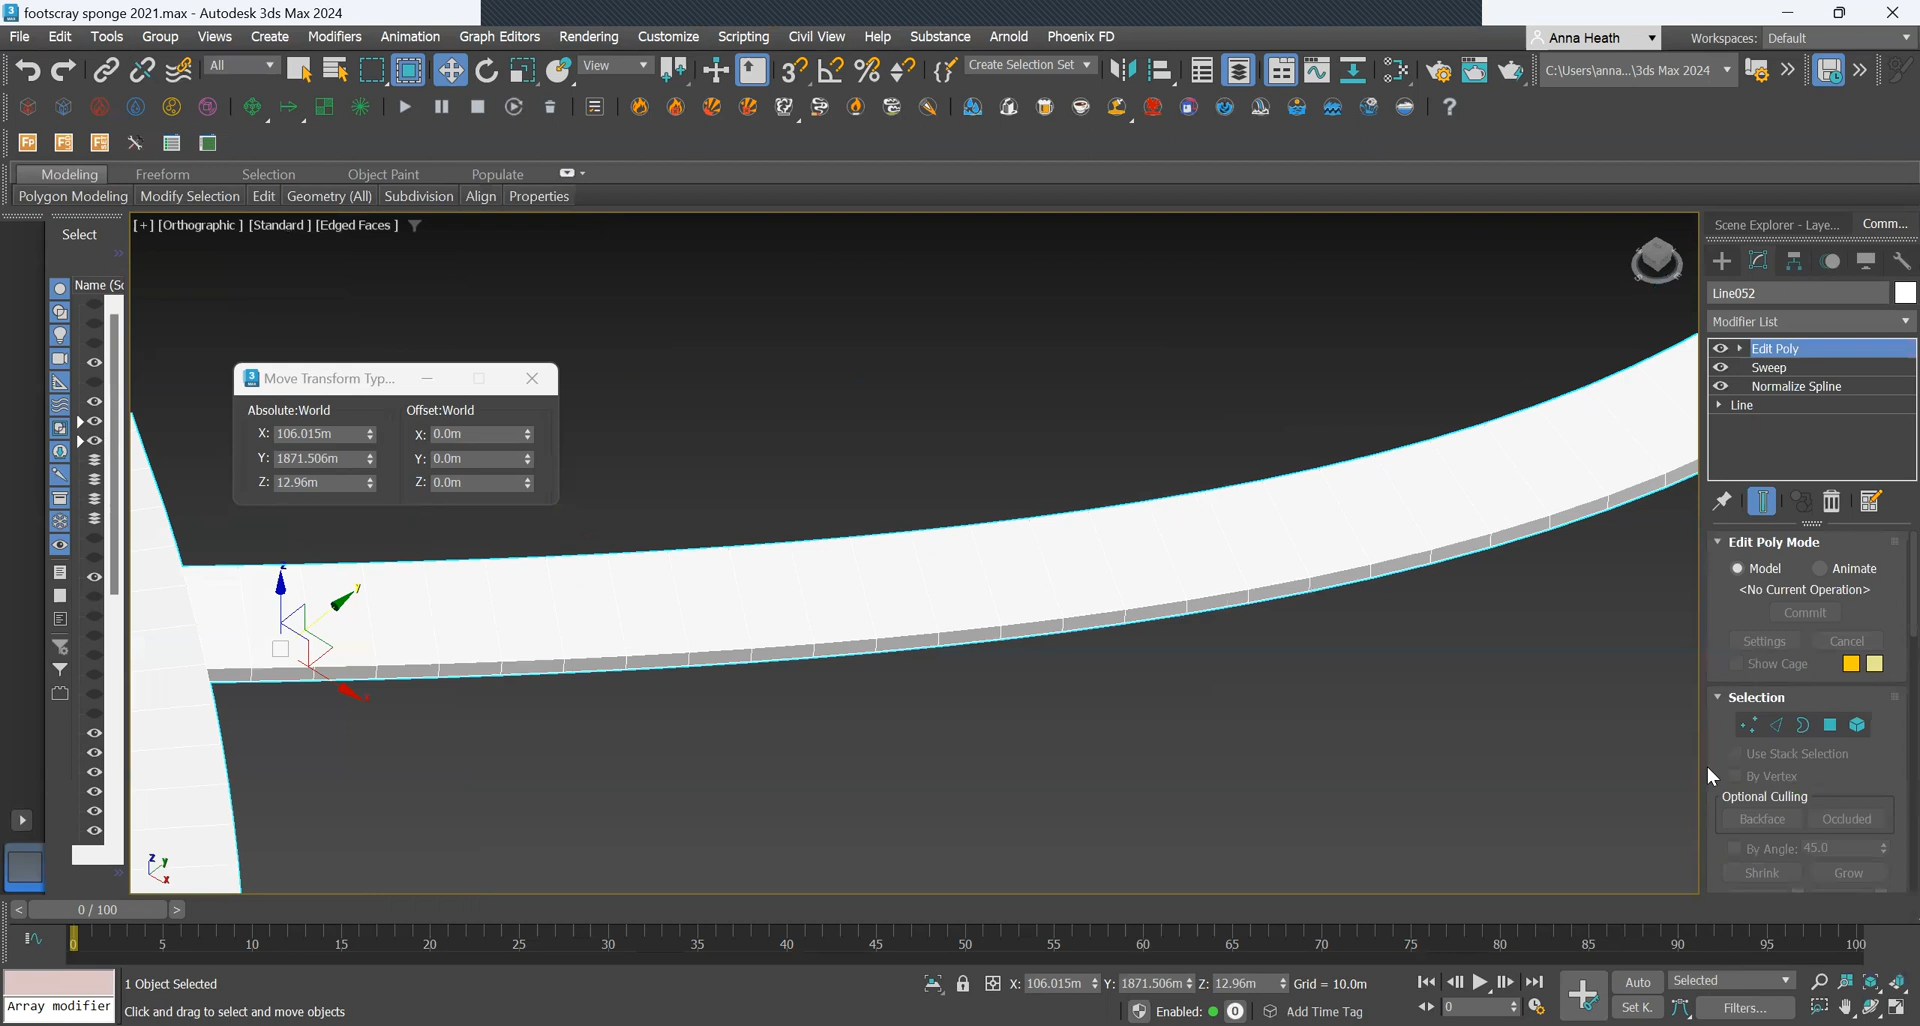 footscray sponge 2021.max - Autodesk 3ds Max 2024
File Edit Tools Group Views Create Modifiers Animation Graph Editors Rendering Customize Scripting Civil View Help Substance Arnold Phoenix FD Anna Heath Workspaces: Default
All View Create Selection Set C:\Users\anna...\3ds Max 2024
Modeling Freeform Selection Object Paint Populate
Polygon Modeling Modify Selection Edit Geometry (All) Subdivision Align Properties
[+] [Orthographic ] [Standard ] [Edged Faces ]
Select
Name (Sc
Move Transform Typ...
Absolute:World Offset:World
X: 106.015m X: 0.0m
Y: 1871.506m Y: 0.0m
Z: 12.96m Z: 0.0m
z
y
x
z
y
x
Scene Explorer - Laye... Comm...
Line052
Modifier List
Edit Poly
Sweep
Normalize Spline
Line
Edit Poly Mode
Model Animate
<No Current Operation>
Commit
Settings Cancel
Show Cage
Selection
Use Stack Selection
By Vertex
Optional Culling
Backface Occluded
By Angle: 45.0
Shrink Grow
< 0 / 100 >
0 5 10 15 20 25 30 35 40 45 50 55 60 65 70 75 80 85 90 95 100
Array modifier
1 Object Selected
Click and drag to select and move objects
X: 106.015m Y: 1871.506m Z: 12.96m Grid = 10.0m
Enabled: 0 Add Time Tag
0
Auto Selected
Set K. Filters...